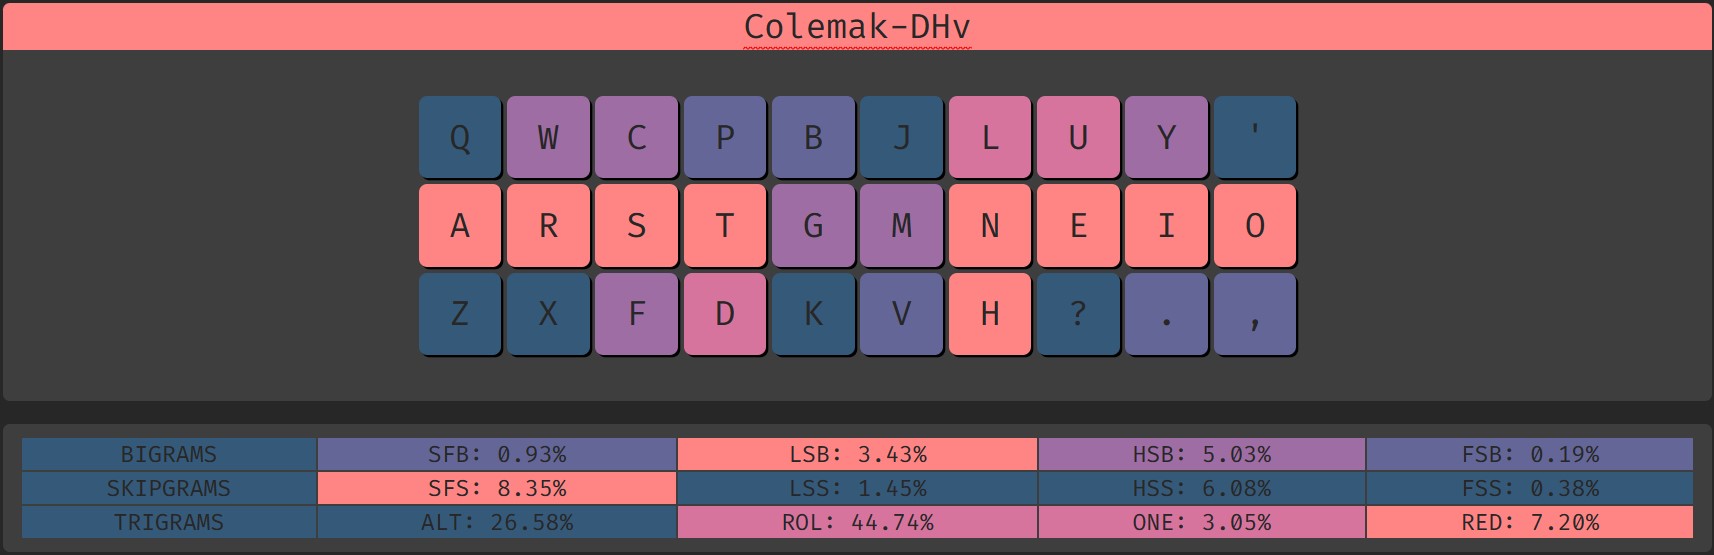 Colemak-DHv
Q W C P B J L U Y '
A R S T G M N E I O
Z X F D K V H ? . ,
BIGRAMS SFB: 0.93% LSB: 3.43% HSB: 5.03% FSB: 0.19%
SKIPGRAMS SFS: 8.35% LSS: 1.45% HSS: 6.08% FSS: 0.38%
TRIGRAMS ALT: 26.58% ROL: 44.74% ONE: 3.05% RED: 7.20%